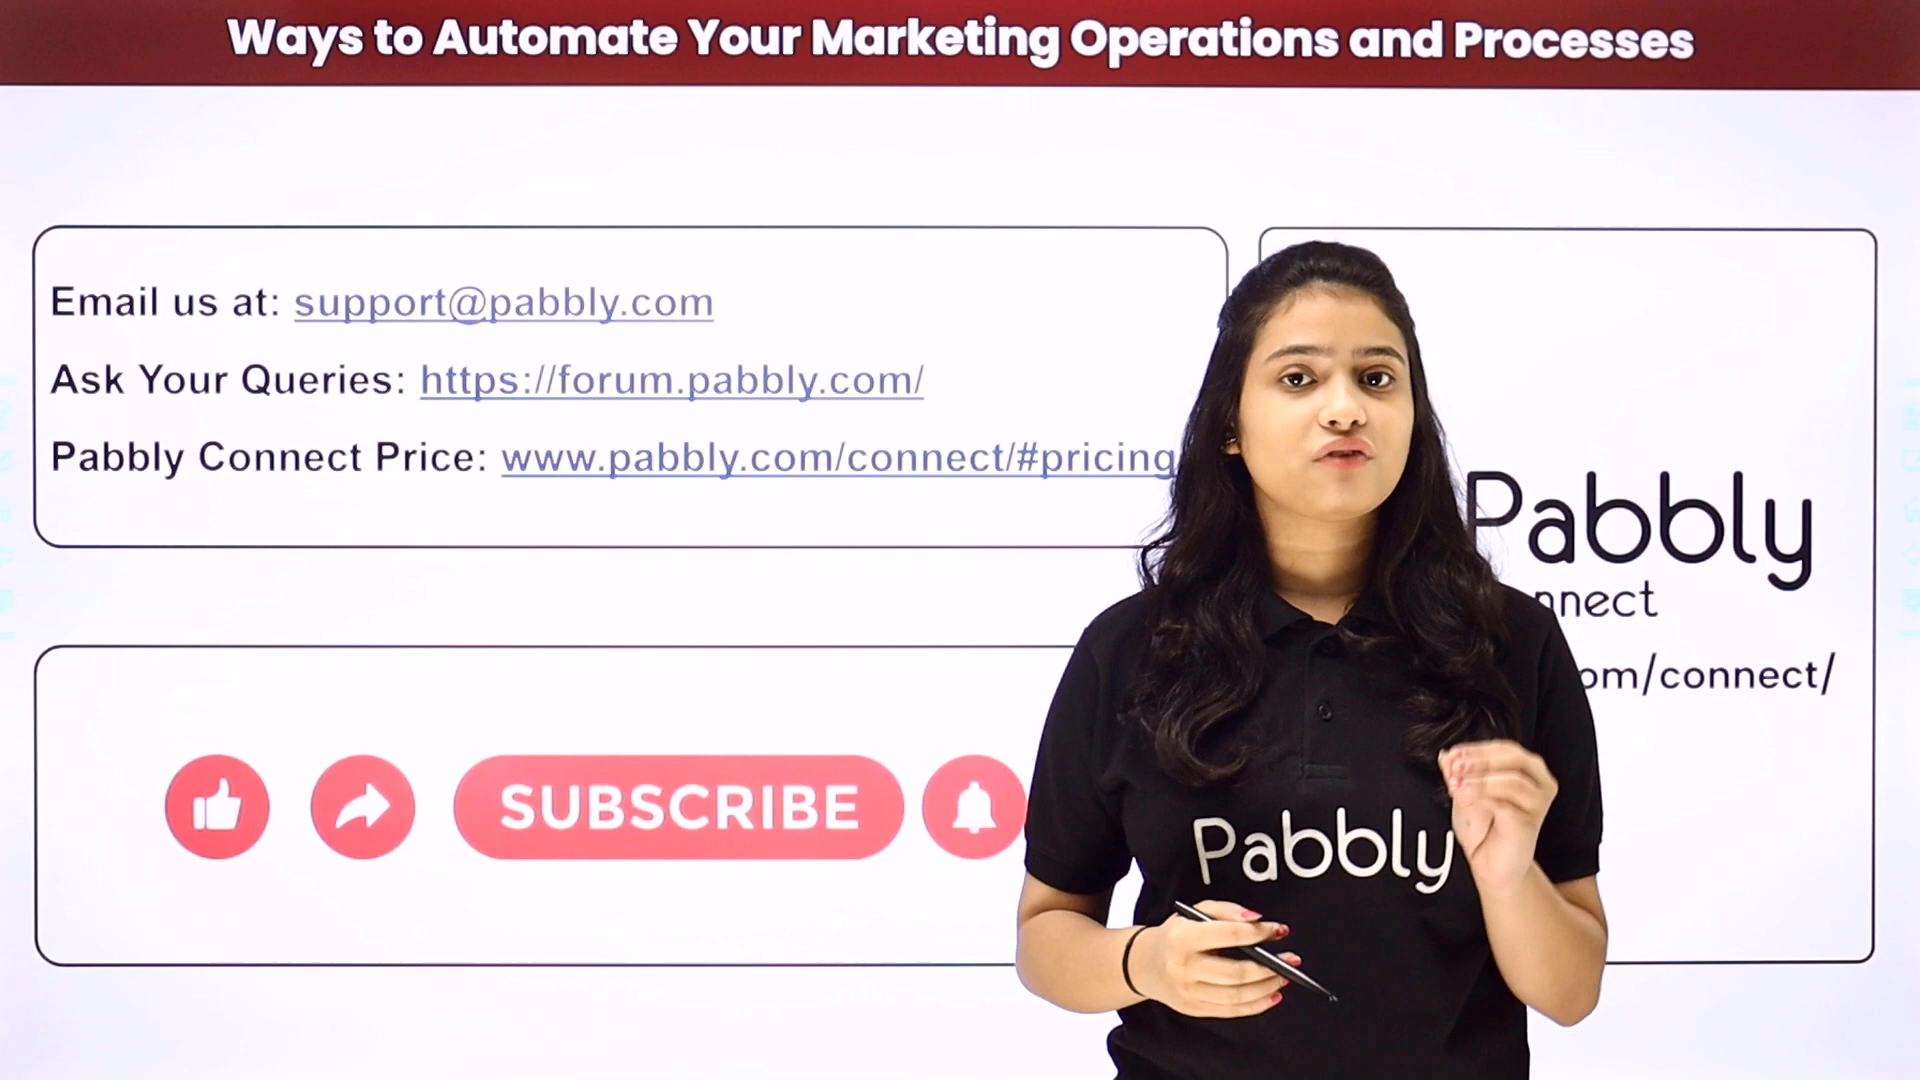 Ways to Automate Your Marketing Operations and Processes
Email us at: support@pabbly.com
Ask Your Queries: https://forum.pabbly.com/
Pabbly Connect Price: www.pabbly.com/connect/#pricing
SUBSCRIBE
Pabbly
nnect
om/connect/
Pabbly